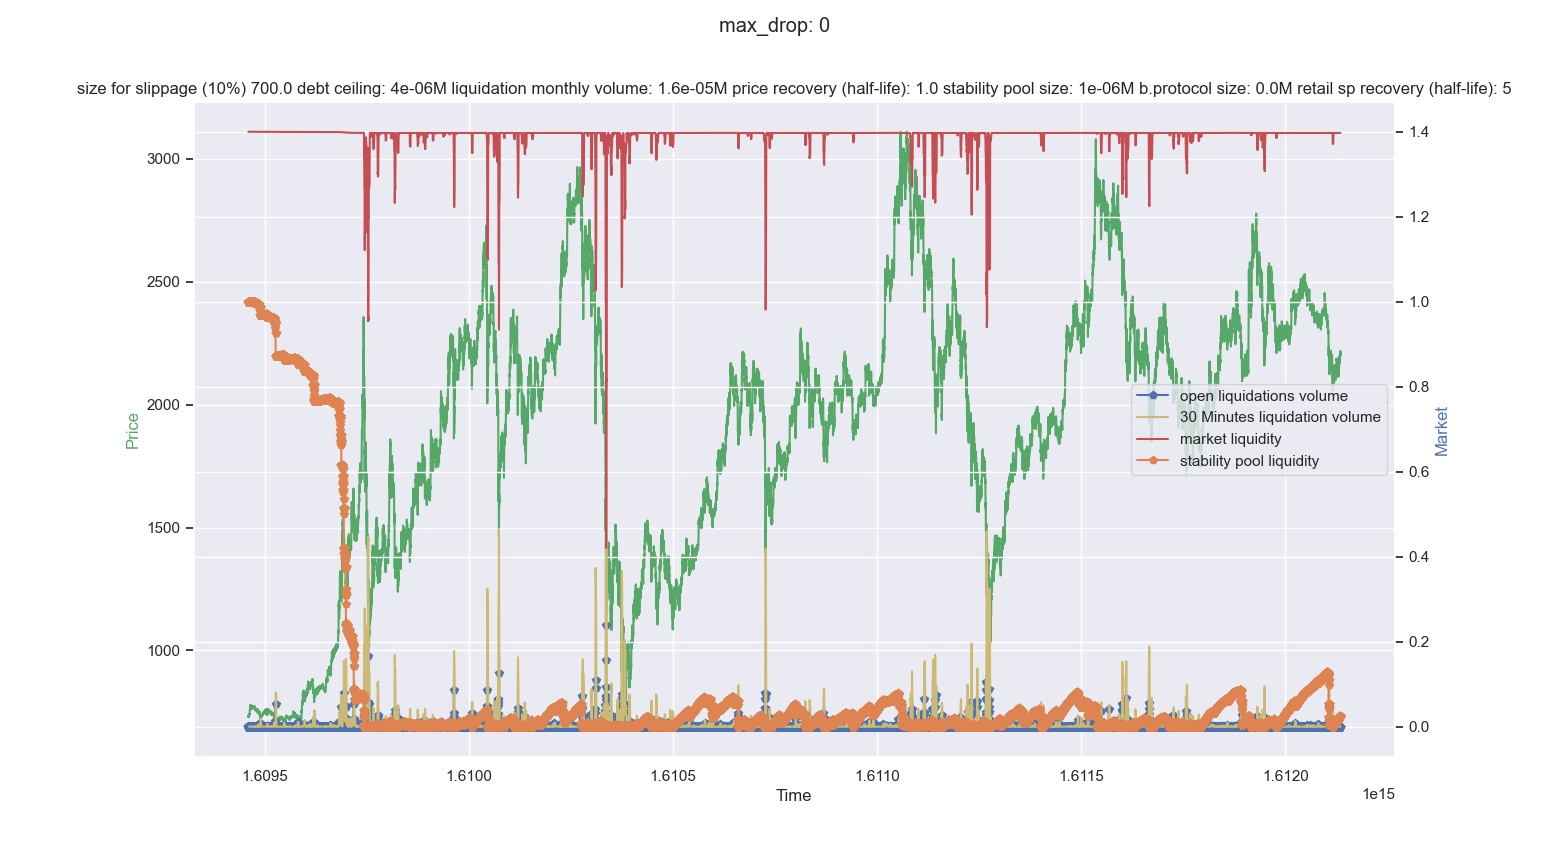 max_drop: 0
size for slippage (10%) 700.0 debt ceiling: 4e-06M liquidation monthly volume: 1.6e-05M price recovery (half-life): 1.0 stability pool size: 1e-06M b.protocol size: 0.0M retail sp recovery (half-life): 5
3000
2500
2000
1500
1000
Price
1.4
1.2
1.0
0.8
0.6
0.4
0.2
0.0
Market
open liquidations volume
30 Minutes liquidation volume
market liquidity
stability pool liquidity
1.6095 1.6100 1.6105 1.6110 1.6115 1.6120
1e15
Time